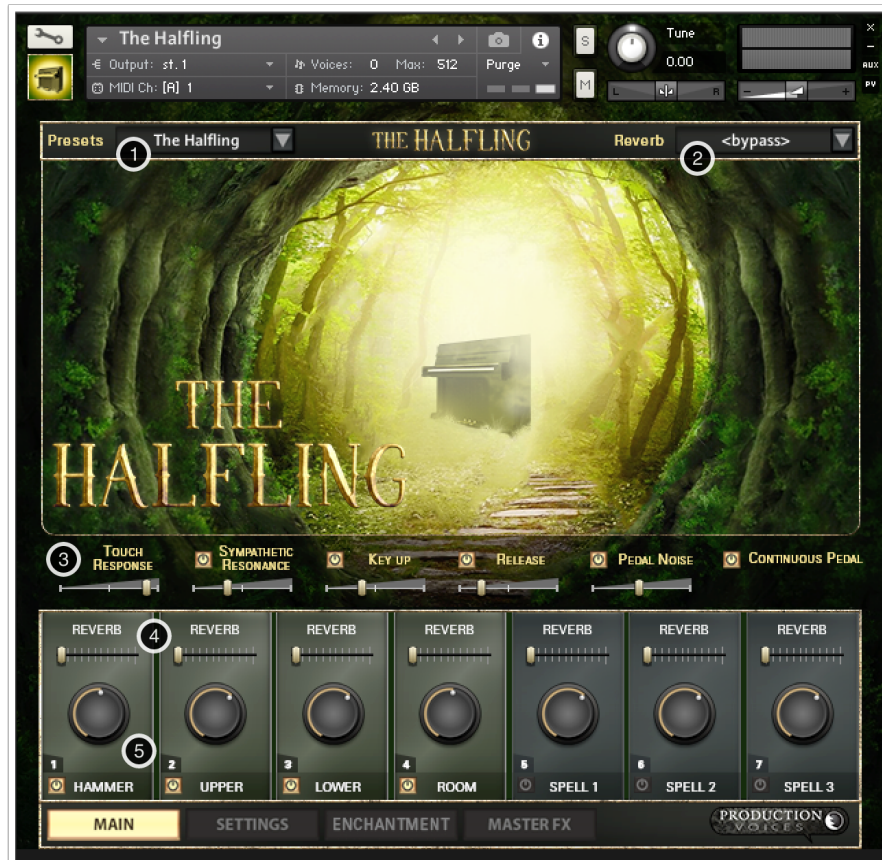 The Halfling
Output: st. 1
Voices: 0 Max: 512
Purge
MIDI Ch: [A] 1
Memory: 2.40 GB
S
M
Tune
0.00
L R
- +
×
–
AUX
PV
Presets
The Halfling
THE HALFLING
Reverb
<bypass>
1
2
THE
HALFLING
3
TOUCH
RESPONSE
SYMPATHETIC
RESONANCE
KEY UP
RELEASE
PEDAL NOISE
CONTINUOUS PEDAL
REVERB
4
REVERB
REVERB
REVERB
REVERB
REVERB
REVERB
5
1
HAMMER
2
UPPER
3
LOWER
4
ROOM
5
SPELL 1
6
SPELL 2
7
SPELL 3
MAIN
SETTINGS
ENCHANTMENT
MASTER FX
PRODUCTION
VOICES